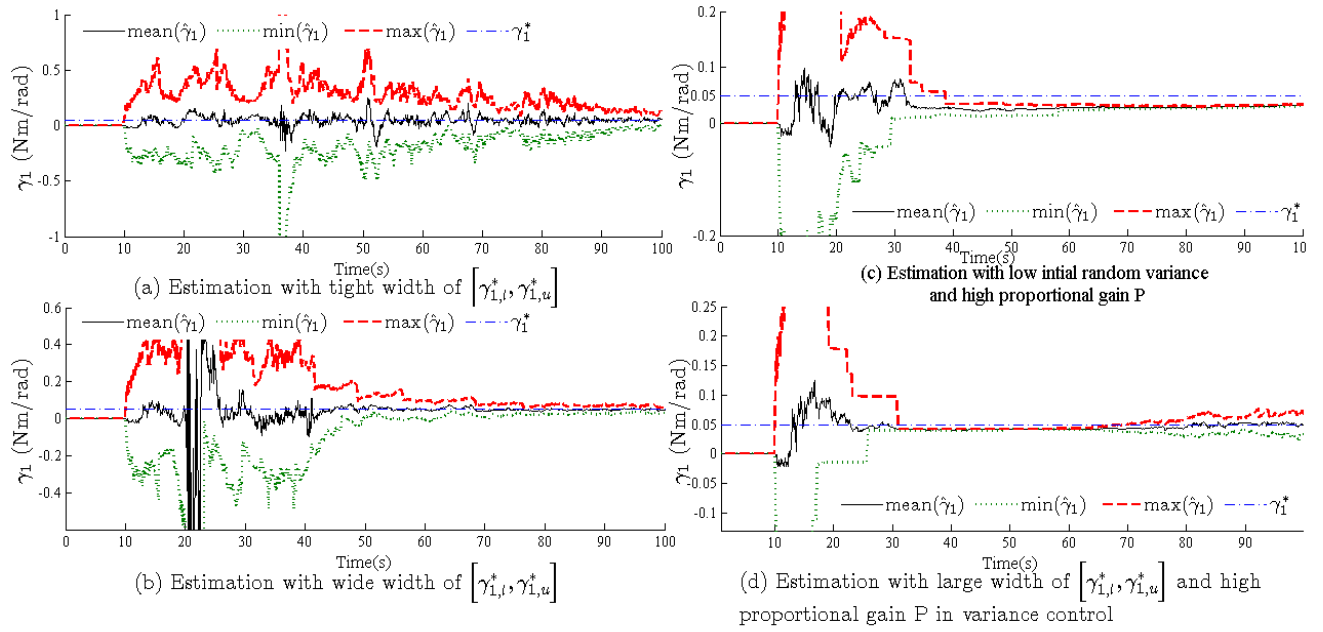 1
0.5
0
-0.5
-1
γ₁ (Nm/rad)
mean(γ̂₁) min(γ̂₁) max(γ̂₁) γ₁*
0 10 20 30 40 50 60 70 80 90 100
Time(s)
(a) Estimation with tight width of [γ*₁,ₗ, γ*₁,ᵤ]
0.6
0.4
0.2
0
-0.2
-0.4
γ₁ (Nm/rad)
mean(γ̂₁) min(γ̂₁) max(γ̂₁) γ₁*
0 10 20 30 40 50 60 70 80 90 100
Time(s)
(b) Estimation with wide width of [γ*₁,ₗ, γ*₁,ᵤ]
0.2
0.1
0.05
0
-0.2
γ₁ (Nm/rad)
mean(γ̂₁) min(γ̂₁) max(γ̂₁) γ₁*
10 20 30 40 50 60 70 80 90 100
Time(s)
(c) Estimation with low intial random variance
and high proportional gain P
0.25
0.2
0.15
0.1
0.05
0
-0.05
-0.1
γ₁ (Nm/rad)
mean(γ̂₁) min(γ̂₁) max(γ̂₁) γ₁*
10 20 30 40 50 60 70 80 90
Time(s)
(d) Estimation with large width of [γ*₁,ₗ, γ*₁,ᵤ] and high
proportional gain P in variance control